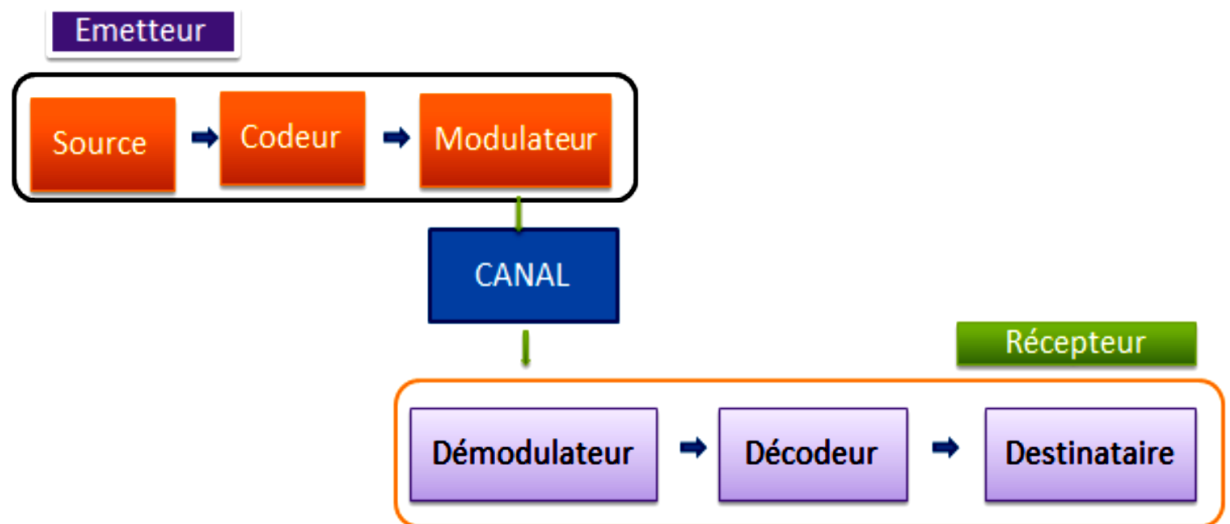 Emetteur
Source
Codeur
Modulateur
CANAL
Récepteur
Démodulateur
Décodeur
Destinataire